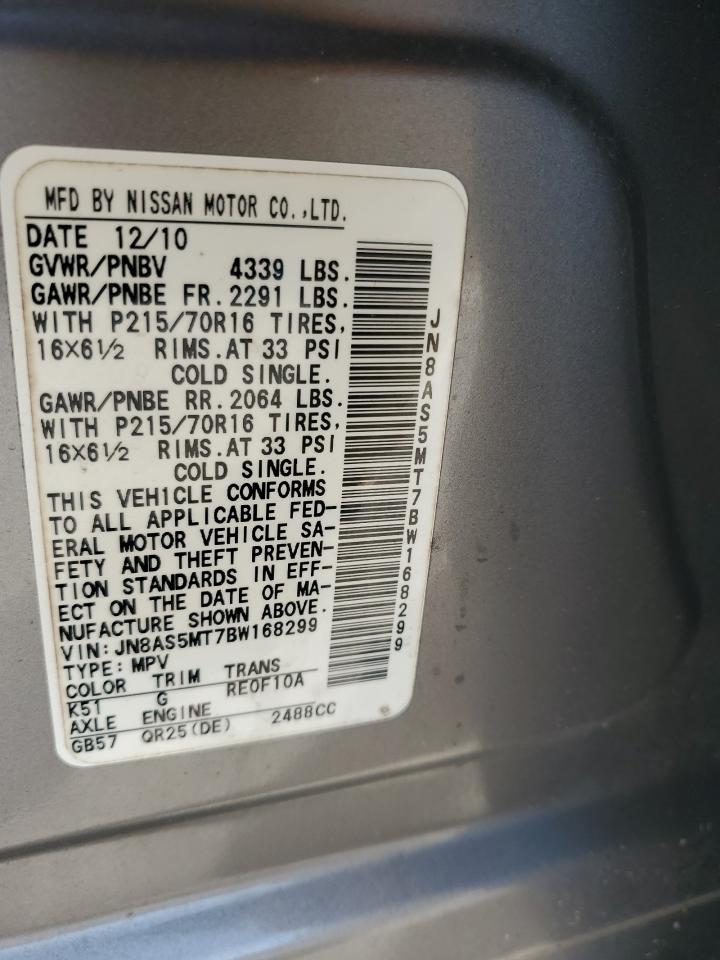 MFD BY NISSAN MOTOR CO.,LTD.
DATE 12/10
GVWR/PNBV 4339 LBS.
GAWR/PNBE FR.2291 LBS.
WITH P215/70R16 TIRES,
16X6½ RIMS.AT 33 PSI
COLD SINGLE.
GAWR/PNBE RR.2064 LBS.
WITH P215/70R16 TIRES,
16X6½ RIMS.AT 33 PSI
COLD SINGLE.
THIS VEHICLE CONFORMS
TO ALL APPLICABLE FED-
ERAL MOTOR VEHICLE SA-
FETY AND THEFT PREVEN-
TION STANDARDS IN EFF-
ECT ON THE DATE OF MA-
NUFACTURE SHOWN ABOVE.
VIN:JN8AS5MT7BW168299
TYPE:MPV
COLOR TRIM TRANS
K51 G RE0F10A
AXLE ENGINE
GB57 QR25(DE) 2488CC
JN8AS5MT7BW168299